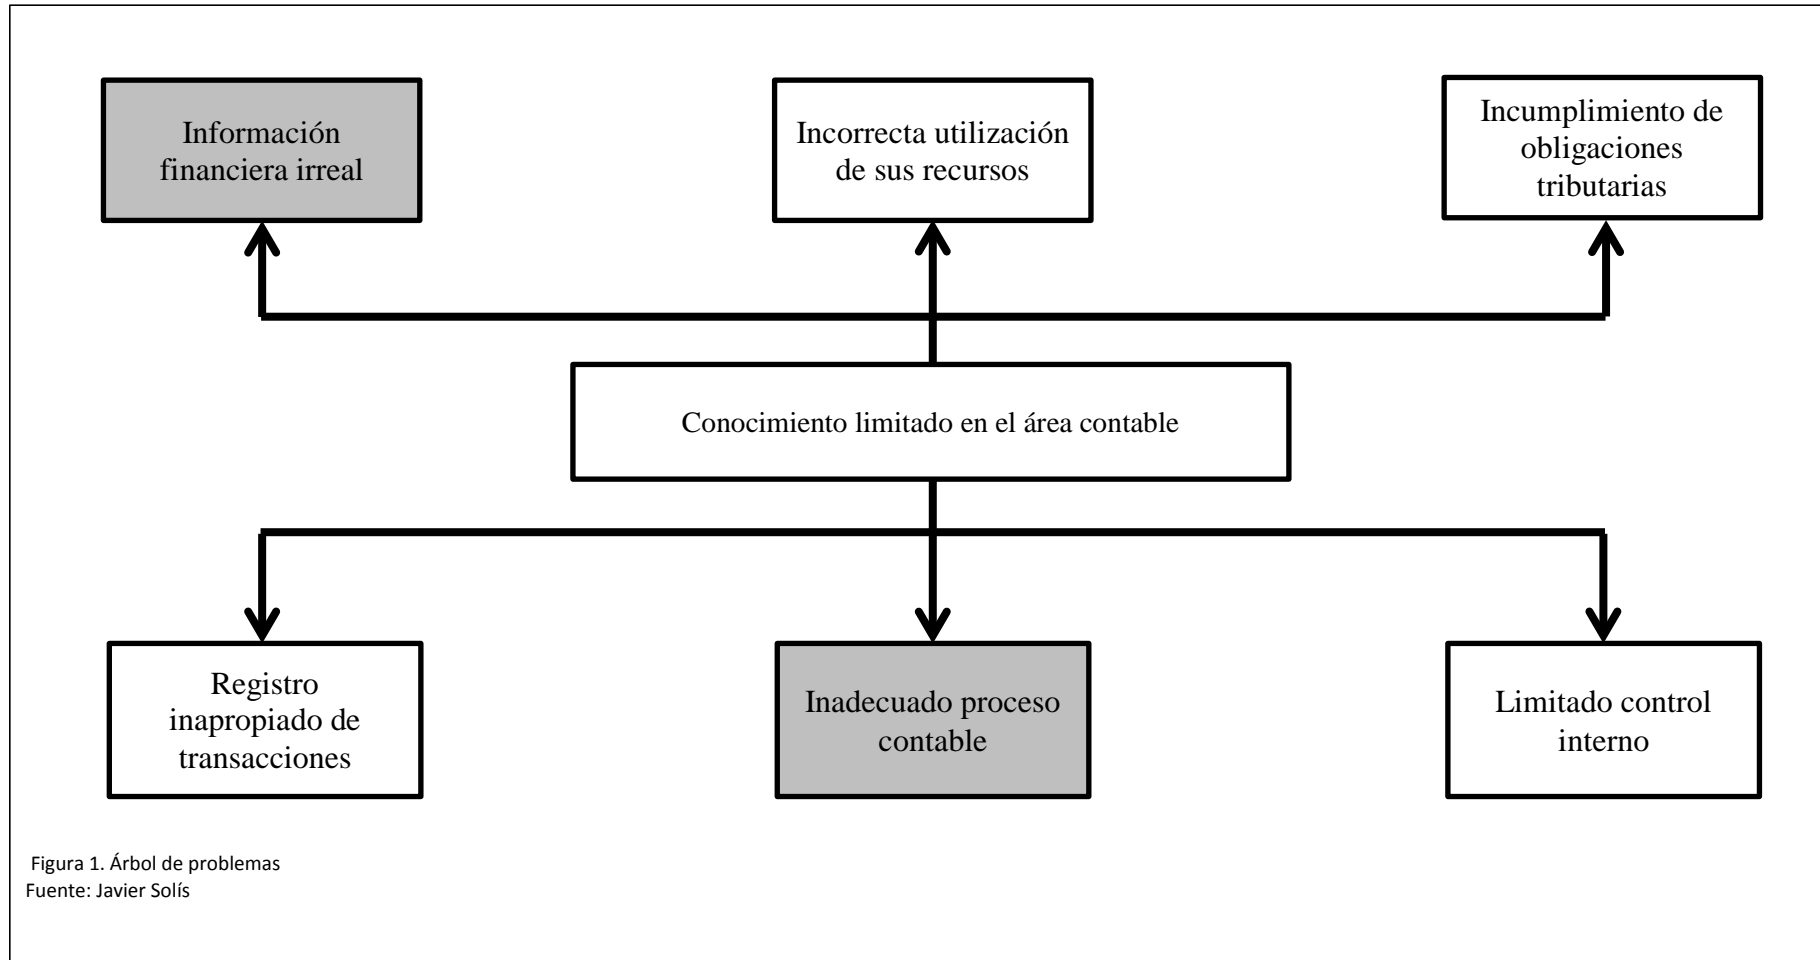 Información
financiera irreal
Incorrecta utilización
de sus recursos
Incumplimiento de
obligaciones
tributarias
Conocimiento limitado en el área contable
Registro
inapropiado de
transacciones
Inadecuado proceso
contable
Limitado control
interno
Figura 1. Árbol de problemas
Fuente: Javier Solís